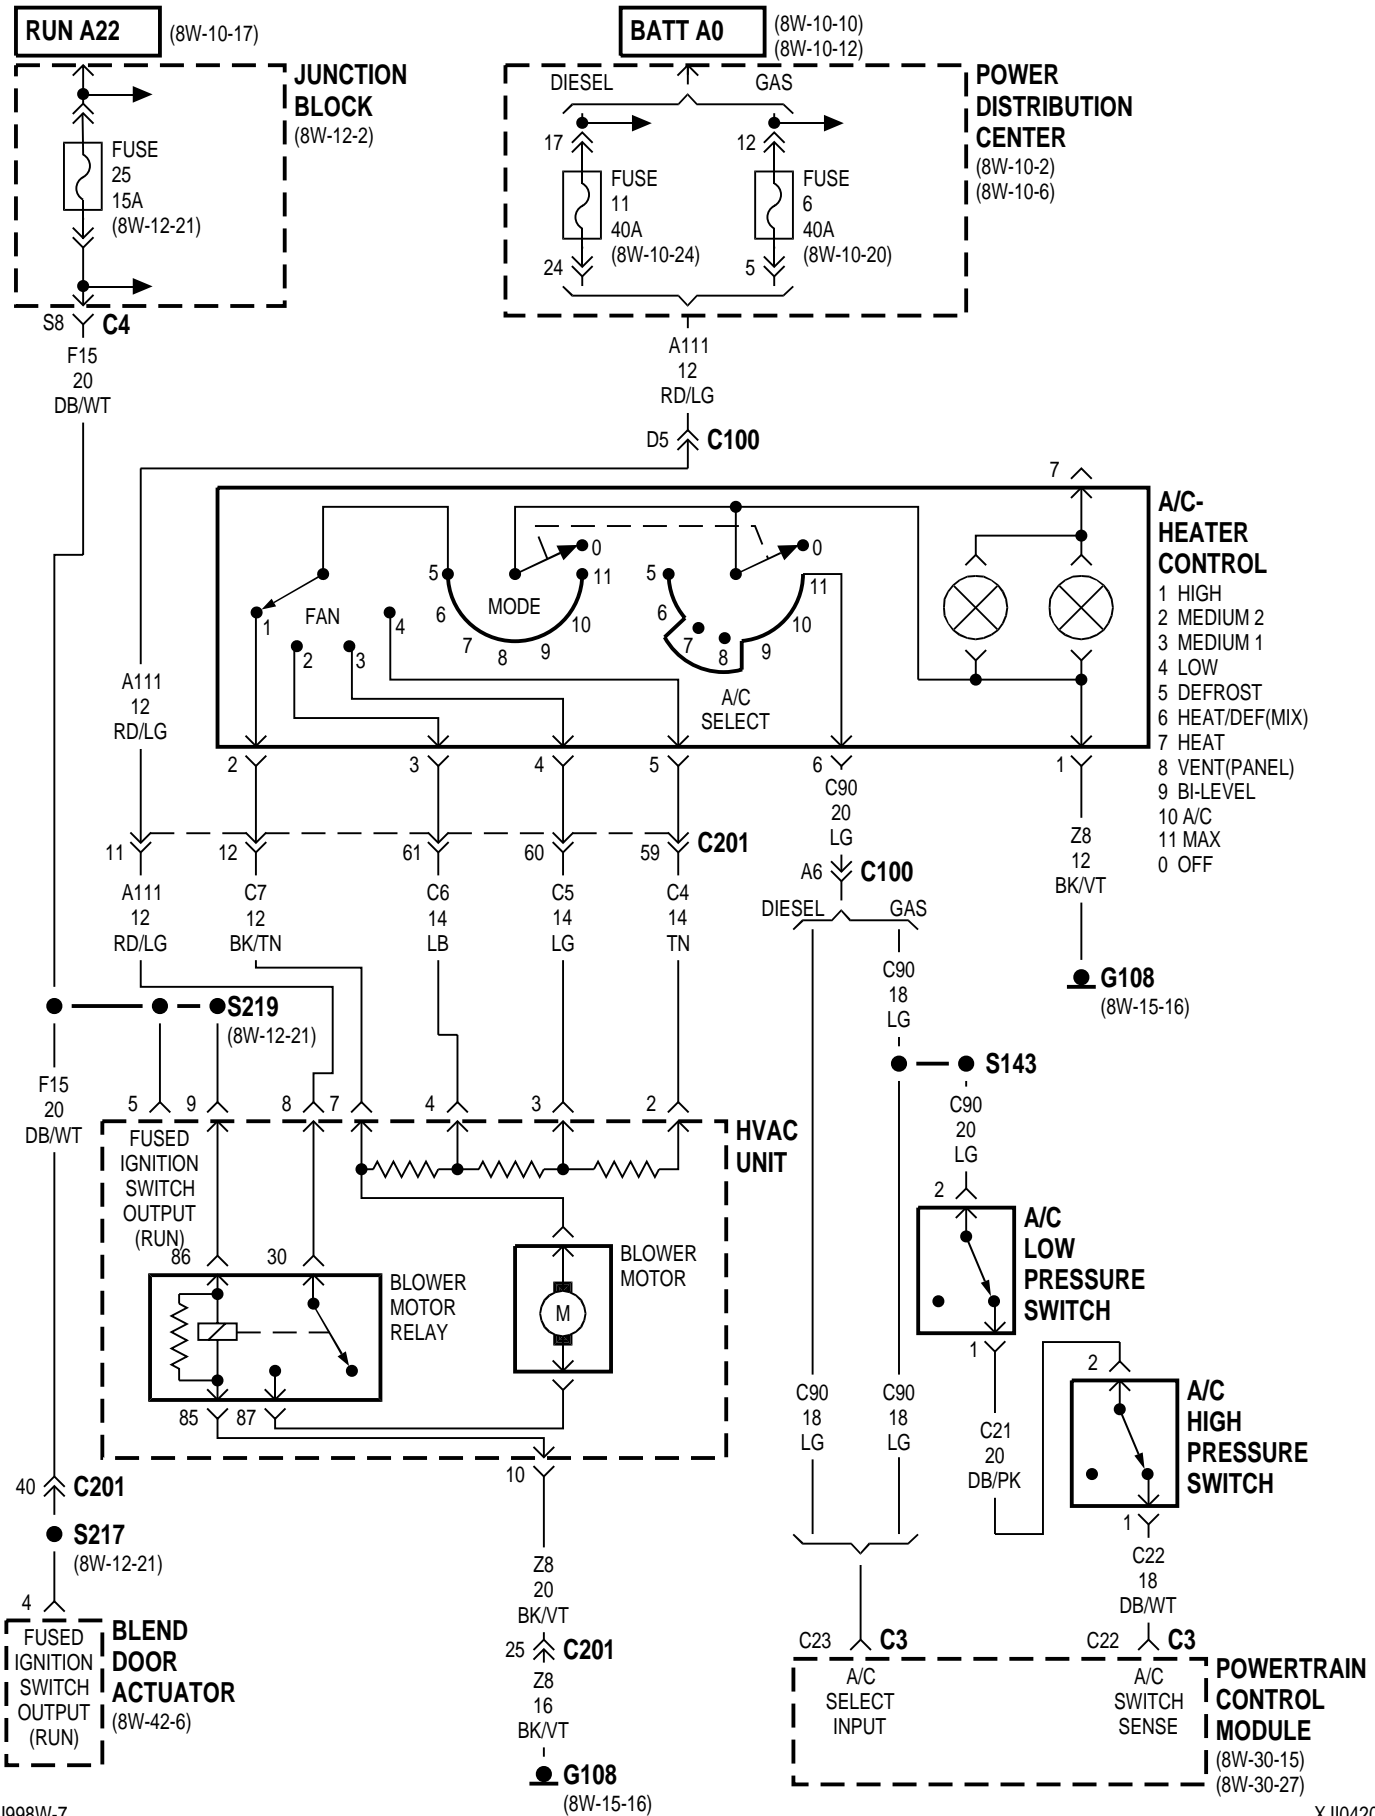 RUN A22
(8W-10-17)
BATT A0
(8W-10-10)
(8W-10-12)
JUNCTION
BLOCK
(8W-12-2)
FUSE
25
15A
(8W-12-21)
S8
C4
F15
20
DB/WT
DIESEL
GAS
17
FUSE
11
40A
(8W-10-24)
24
12
FUSE
6
40A
(8W-10-20)
5
POWER
DISTRIBUTION
CENTER
(8W-10-2)
(8W-10-6)
A111
12
RD/LG
D5
C100
7
A/C-
HEATER
CONTROL
1 HIGH
2 MEDIUM 2
3 MEDIUM 1
4 LOW
5 DEFROST
6 HEAT/DEF(MIX)
7 HEAT
8 VENT(PANEL)
9 BI-LEVEL
10 A/C
11 MAX
0 OFF
FAN
1
2
3
4
MODE
5
6
7
8
9
10
11
0
A/C
SELECT
5
6
7
8
9
10
11
0
A111
12
RD/LG
2
3
4
5
6
1
C90
20
LG
Z8
12
BK/VT
11
12
61
60
59
C201
A6
C100
A111
12
RD/LG
C7
12
BK/TN
C6
14
LB
C5
14
LG
C4
14
TN
DIESEL
GAS
C90
18
LG
G108
(8W-15-16)
S219
(8W-12-21)
S143
F15
20
DB/WT
5
9
8
7
4
3
2
C90
20
LG
HVAC
UNIT
FUSED
IGNITION
SWITCH
OUTPUT
(RUN)
86
30
BLOWER
MOTOR
RELAY
BLOWER
MOTOR
M
85
87
10
2
A/C
LOW
PRESSURE
SWITCH
1
2
A/C
HIGH
PRESSURE
SWITCH
1
C90
18
LG
C90
18
LG
C21
20
DB/PK
C22
18
DB/WT
40
C201
S217
(8W-12-21)
4
FUSED
IGNITION
SWITCH
OUTPUT
(RUN)
BLEND
DOOR
ACTUATOR
(8W-42-6)
Z8
20
BK/VT
25
C201
Z8
16
BK/VT
G108
(8W-15-16)
C23
C3
C22
C3
A/C
SELECT
INPUT
A/C
SWITCH
SENSE
POWERTRAIN
CONTROL
MODULE
(8W-30-15)
(8W-30-27)